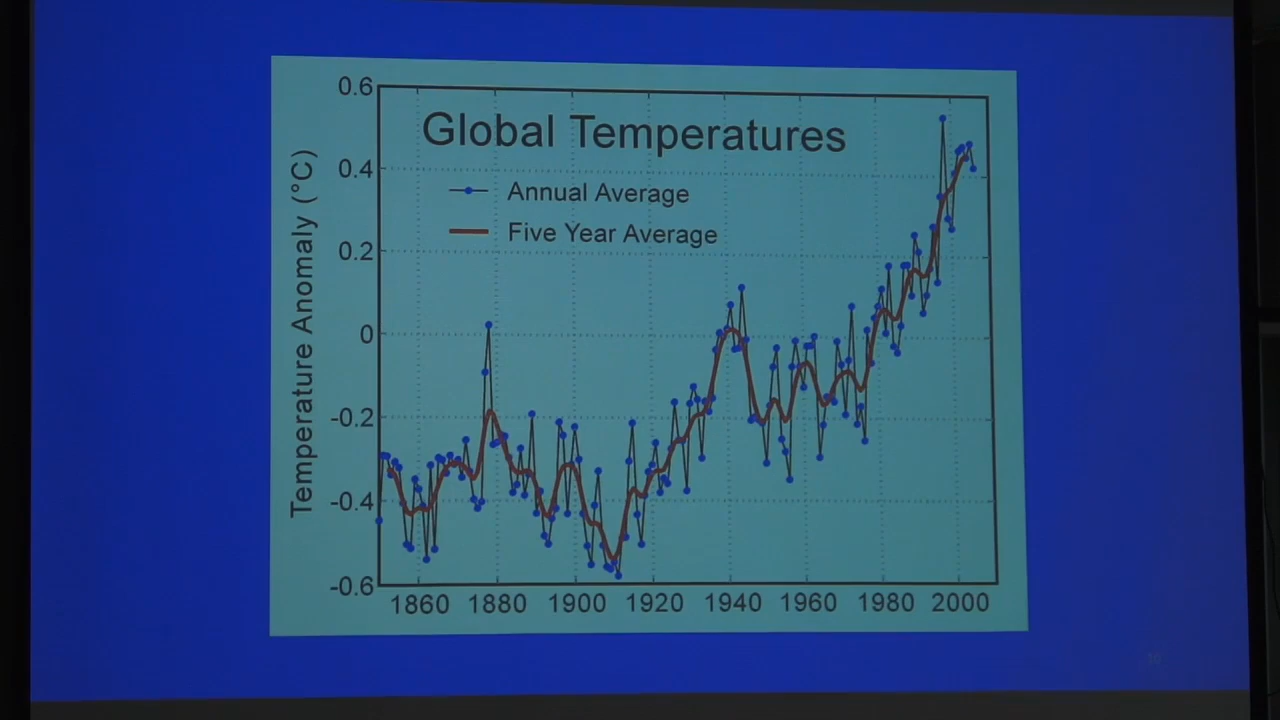 Global Temperatures
Annual Average
Five Year Average
Temperature Anomaly (°C)
0.6
0.4
0.2
0
-0.2
-0.4
-0.6
1860 1880 1900 1920 1940 1960 1980 2000
10